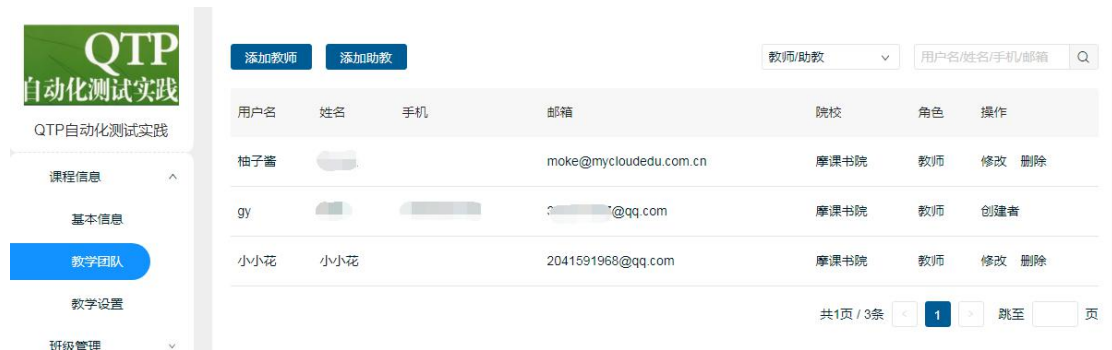 QTP
自动化测试实践
QTP自动化测试实践
课程信息
基本信息
教学团队
教学设置
班级管理
添加教师 添加助教 教师/助教 用户名/姓名/手机/邮箱
用户名 姓名 手机 邮箱 院校 角色 操作
柚子酱 moke@mycloudedu.com.cn 摩课书院 教师 修改 删除
gy @qq.com 摩课书院 教师 创建者
小小花 小小花 2041591968@qq.com 摩课书院 教师 修改 删除
共1页 / 3条 < 1 > 跳至 页